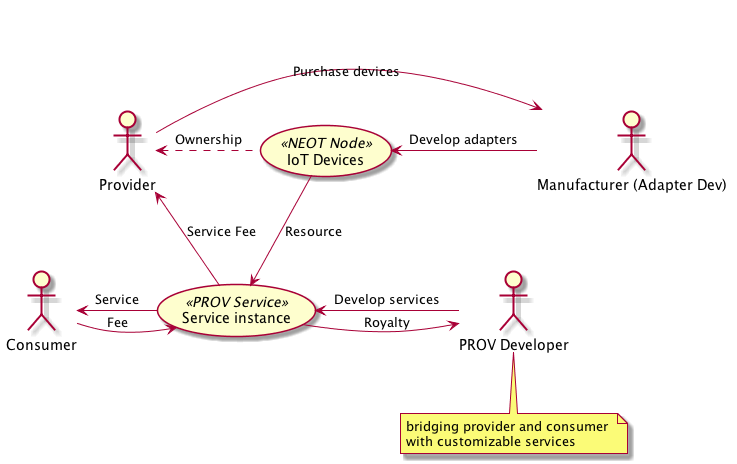 Purchase devices
Ownership
«NEOT Node»
IoT Devices
Develop adapters
Provider
Manufacturer (Adapter Dev)
Service Fee
Resource
Service
«PROV Service»
Service instance
Develop services
Fee
Royalty
Consumer
PROV Developer
bridging provider and consumer
with customizable services